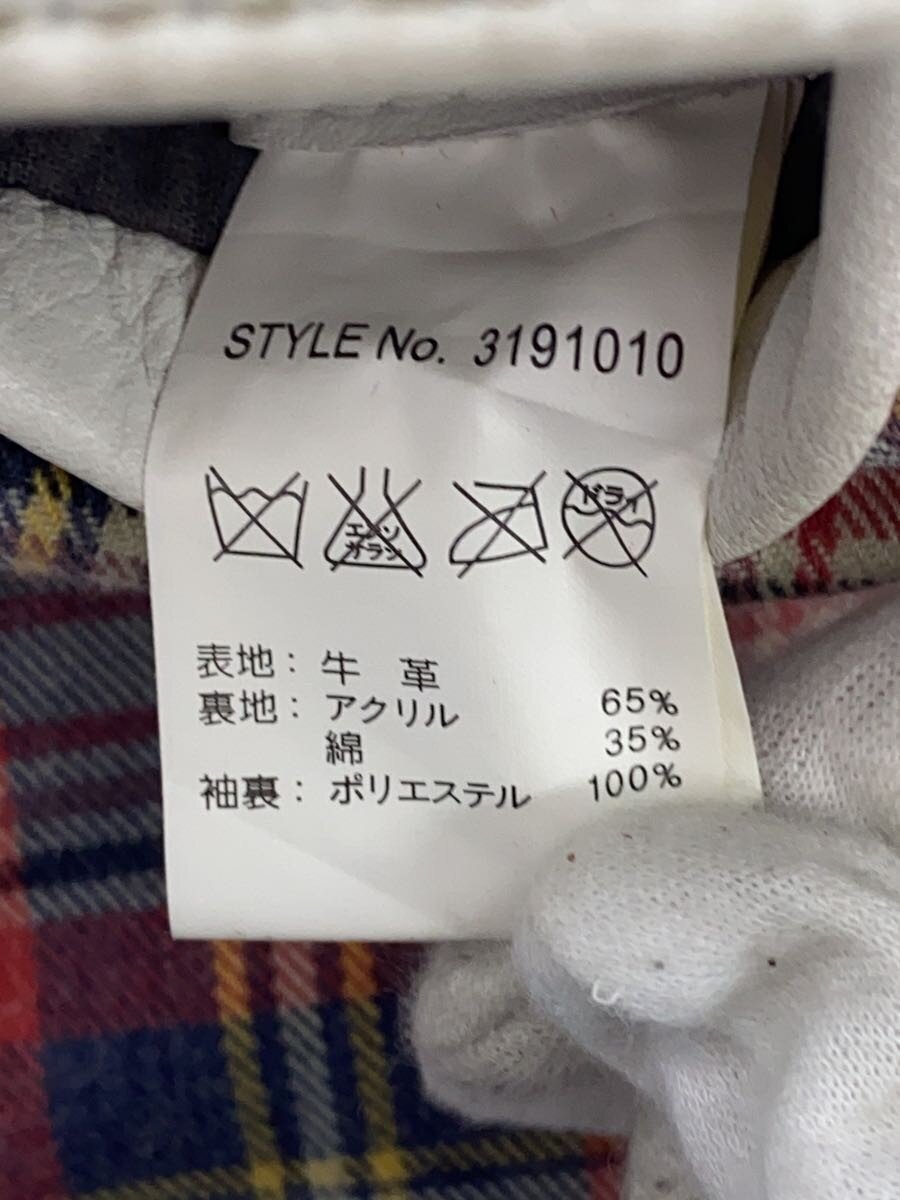 STYLE No. 3191010
エンソ
サラシ
ドライ
表地： 牛 革
裏地： アクリル 65%
綿 35%
袖裏： ポリエステル 100%